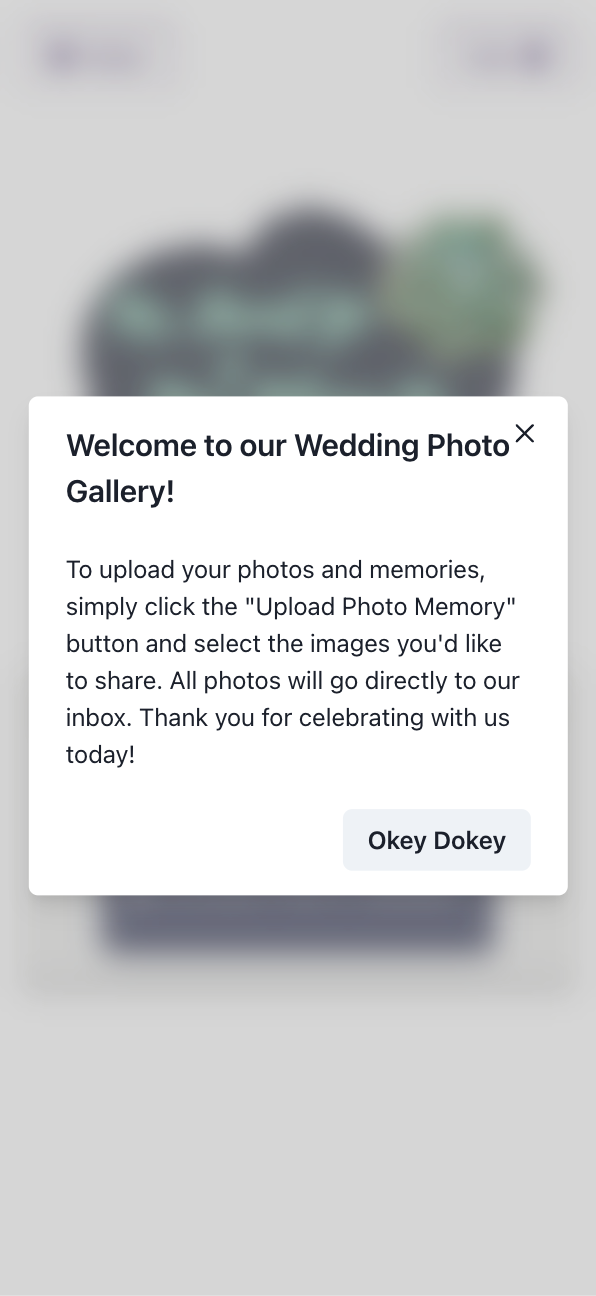 Welcome to our Wedding Photo
Gallery!
To upload your photos and memories,
simply click the "Upload Photo Memory"
button and select the images you'd like
to share. All photos will go directly to our
inbox. Thank you for celebrating with us
today!
Okey Dokey